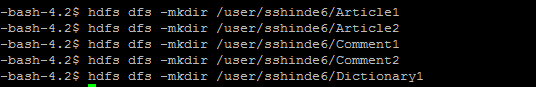 -bash-4.2$ hdfs dfs -mkdir /user/sshinde6/Article1
-bash-4.2$ hdfs dfs -mkdir /user/sshinde6/Article2
-bash-4.2$ hdfs dfs -mkdir /user/sshinde6/Comment1
-bash-4.2$ hdfs dfs -mkdir /user/sshinde6/Comment2
-bash-4.2$ hdfs dfs -mkdir /user/sshinde6/Dictionary1